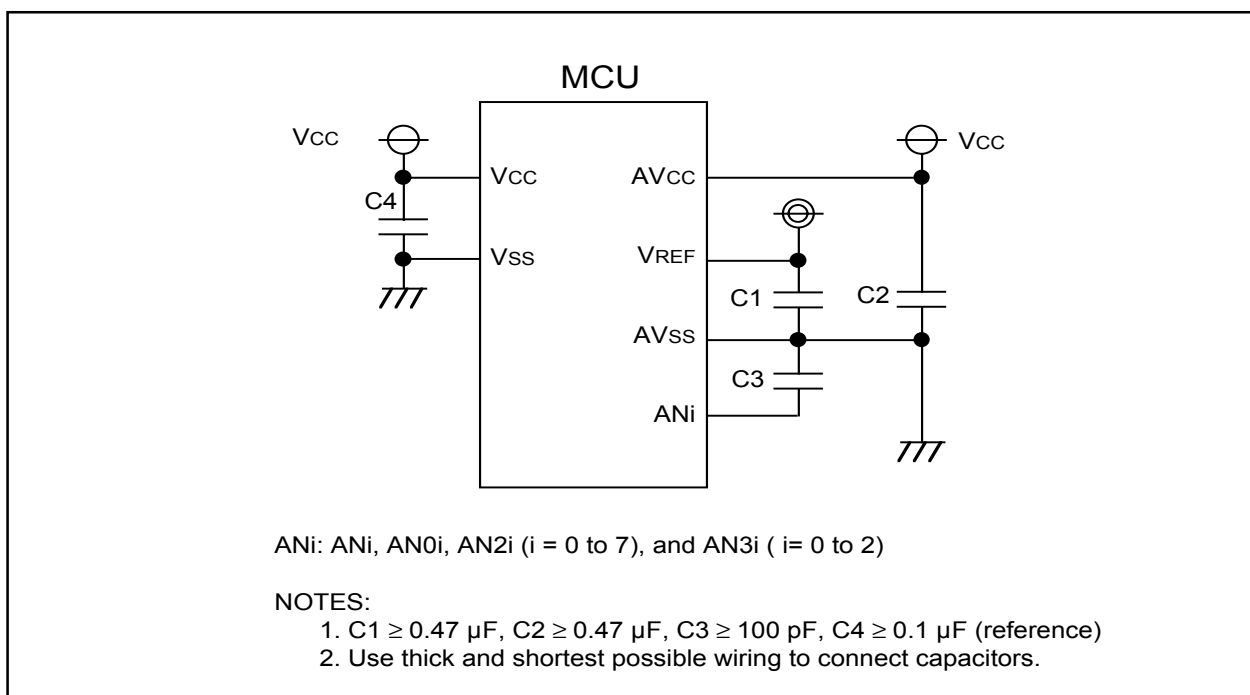 MCU
VCC
VCC
C4
VSS
AVCC
VCC
VREF
C1
C2
AVSS
C3
ANi
ANi: ANi, AN0i, AN2i (i = 0 to 7), and AN3i ( i= 0 to 2)
NOTES:
1. C1 ≥ 0.47 µF, C2 ≥ 0.47 µF, C3 ≥ 100 pF, C4 ≥ 0.1 µF (reference)
2. Use thick and shortest possible wiring to connect capacitors.